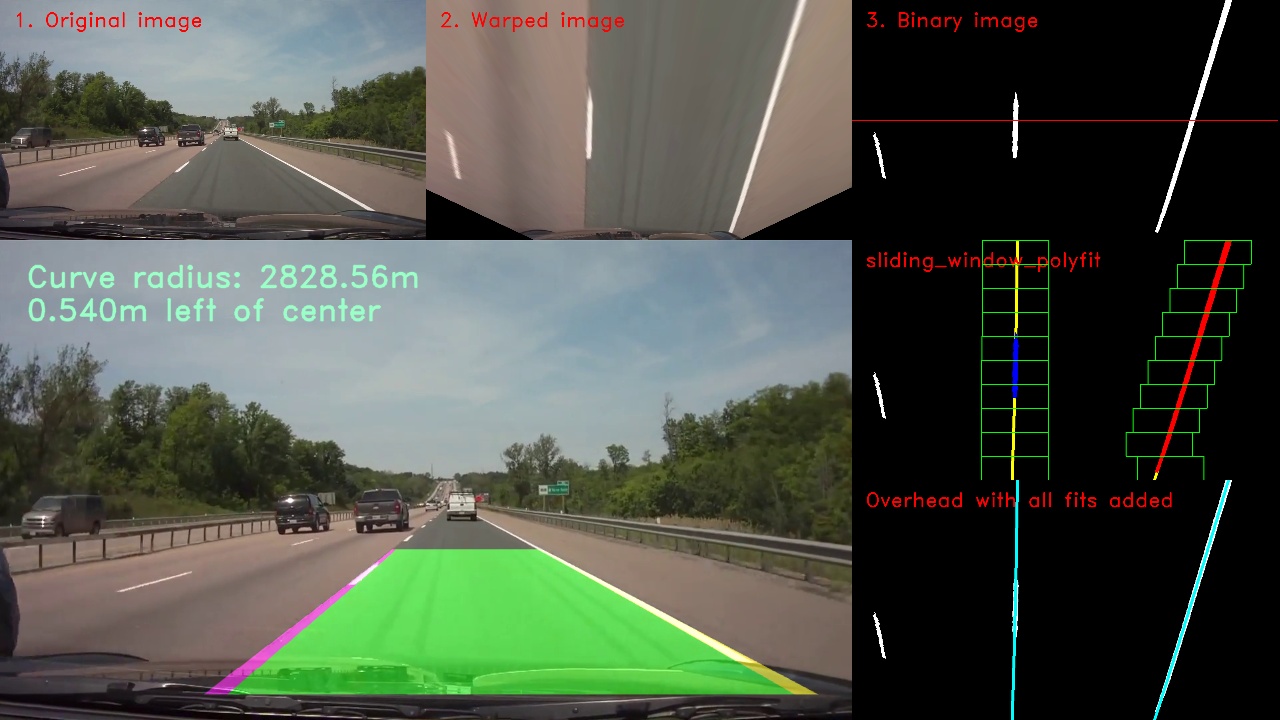 1. Original image
2. Warped image
3. Binary image
sliding_window_polyfit
Curve radius: 2828.56m
0.540m left of center
Overhead with all fits added